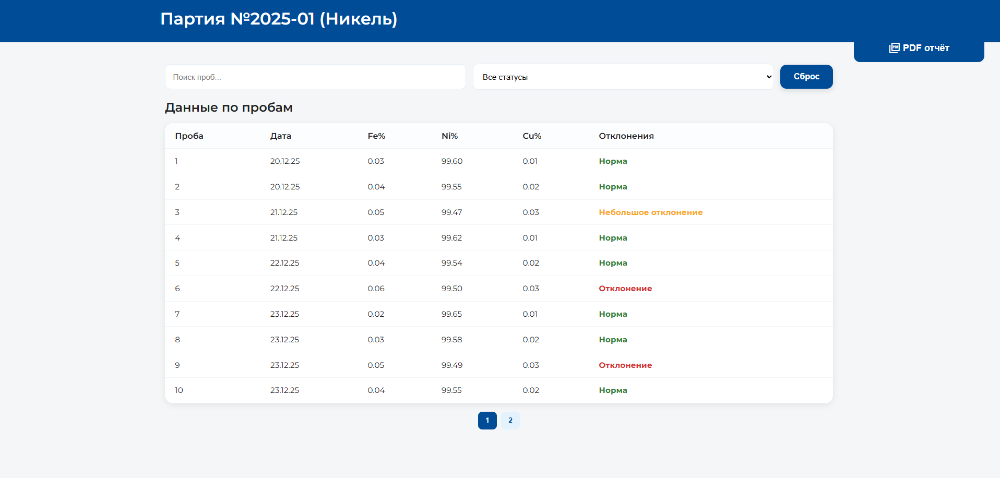 Партия №2025-01 (Никель)
PDF отчёт
Поиск проб...
Все статусы
Сброс
Данные по пробам
Проба Дата Fe% Ni% Cu% Отклонения
1 20.12.25 0.03 99.60 0.01 Норма
2 20.12.25 0.04 99.55 0.02 Норма
3 21.12.25 0.05 99.47 0.03 Небольшое отклонение
4 21.12.25 0.03 99.62 0.01 Норма
5 22.12.25 0.04 99.54 0.02 Норма
6 22.12.25 0.06 99.50 0.03 Отклонение
7 23.12.25 0.02 99.65 0.01 Норма
8 23.12.25 0.03 99.58 0.02 Норма
9 23.12.25 0.05 99.49 0.03 Отклонение
10 23.12.25 0.04 99.55 0.02 Норма
1 2